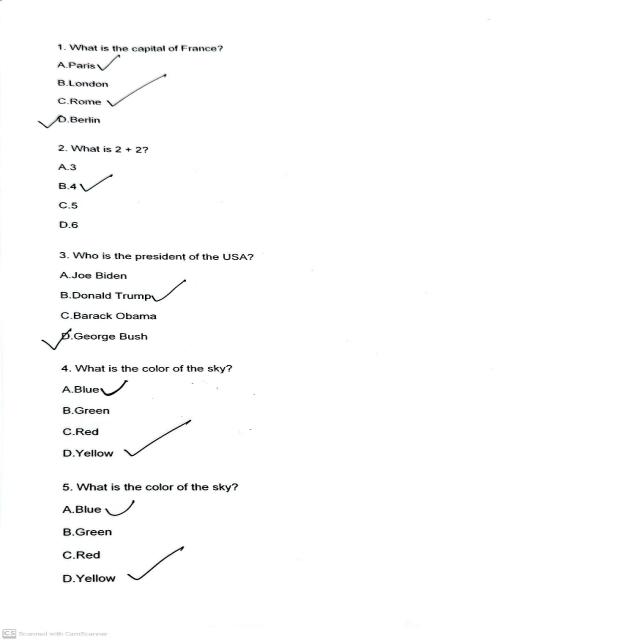 1. What is the capital of France?
A.Paris
B.London
C.Rome
D.Berlin
2. What is 2 + 2?
A.3
B.4
C.5
D.6
3. Who is the president of the USA?
A.Joe Biden
B.Donald Trump
C.Barack Obama
D.George Bush
4. What is the color of the sky?
A.Blue
B.Green
C.Red
D.Yellow
5. What is the color of the sky?
A.Blue
B.Green
C.Red
D.Yellow
CS Scanned with CamScanner